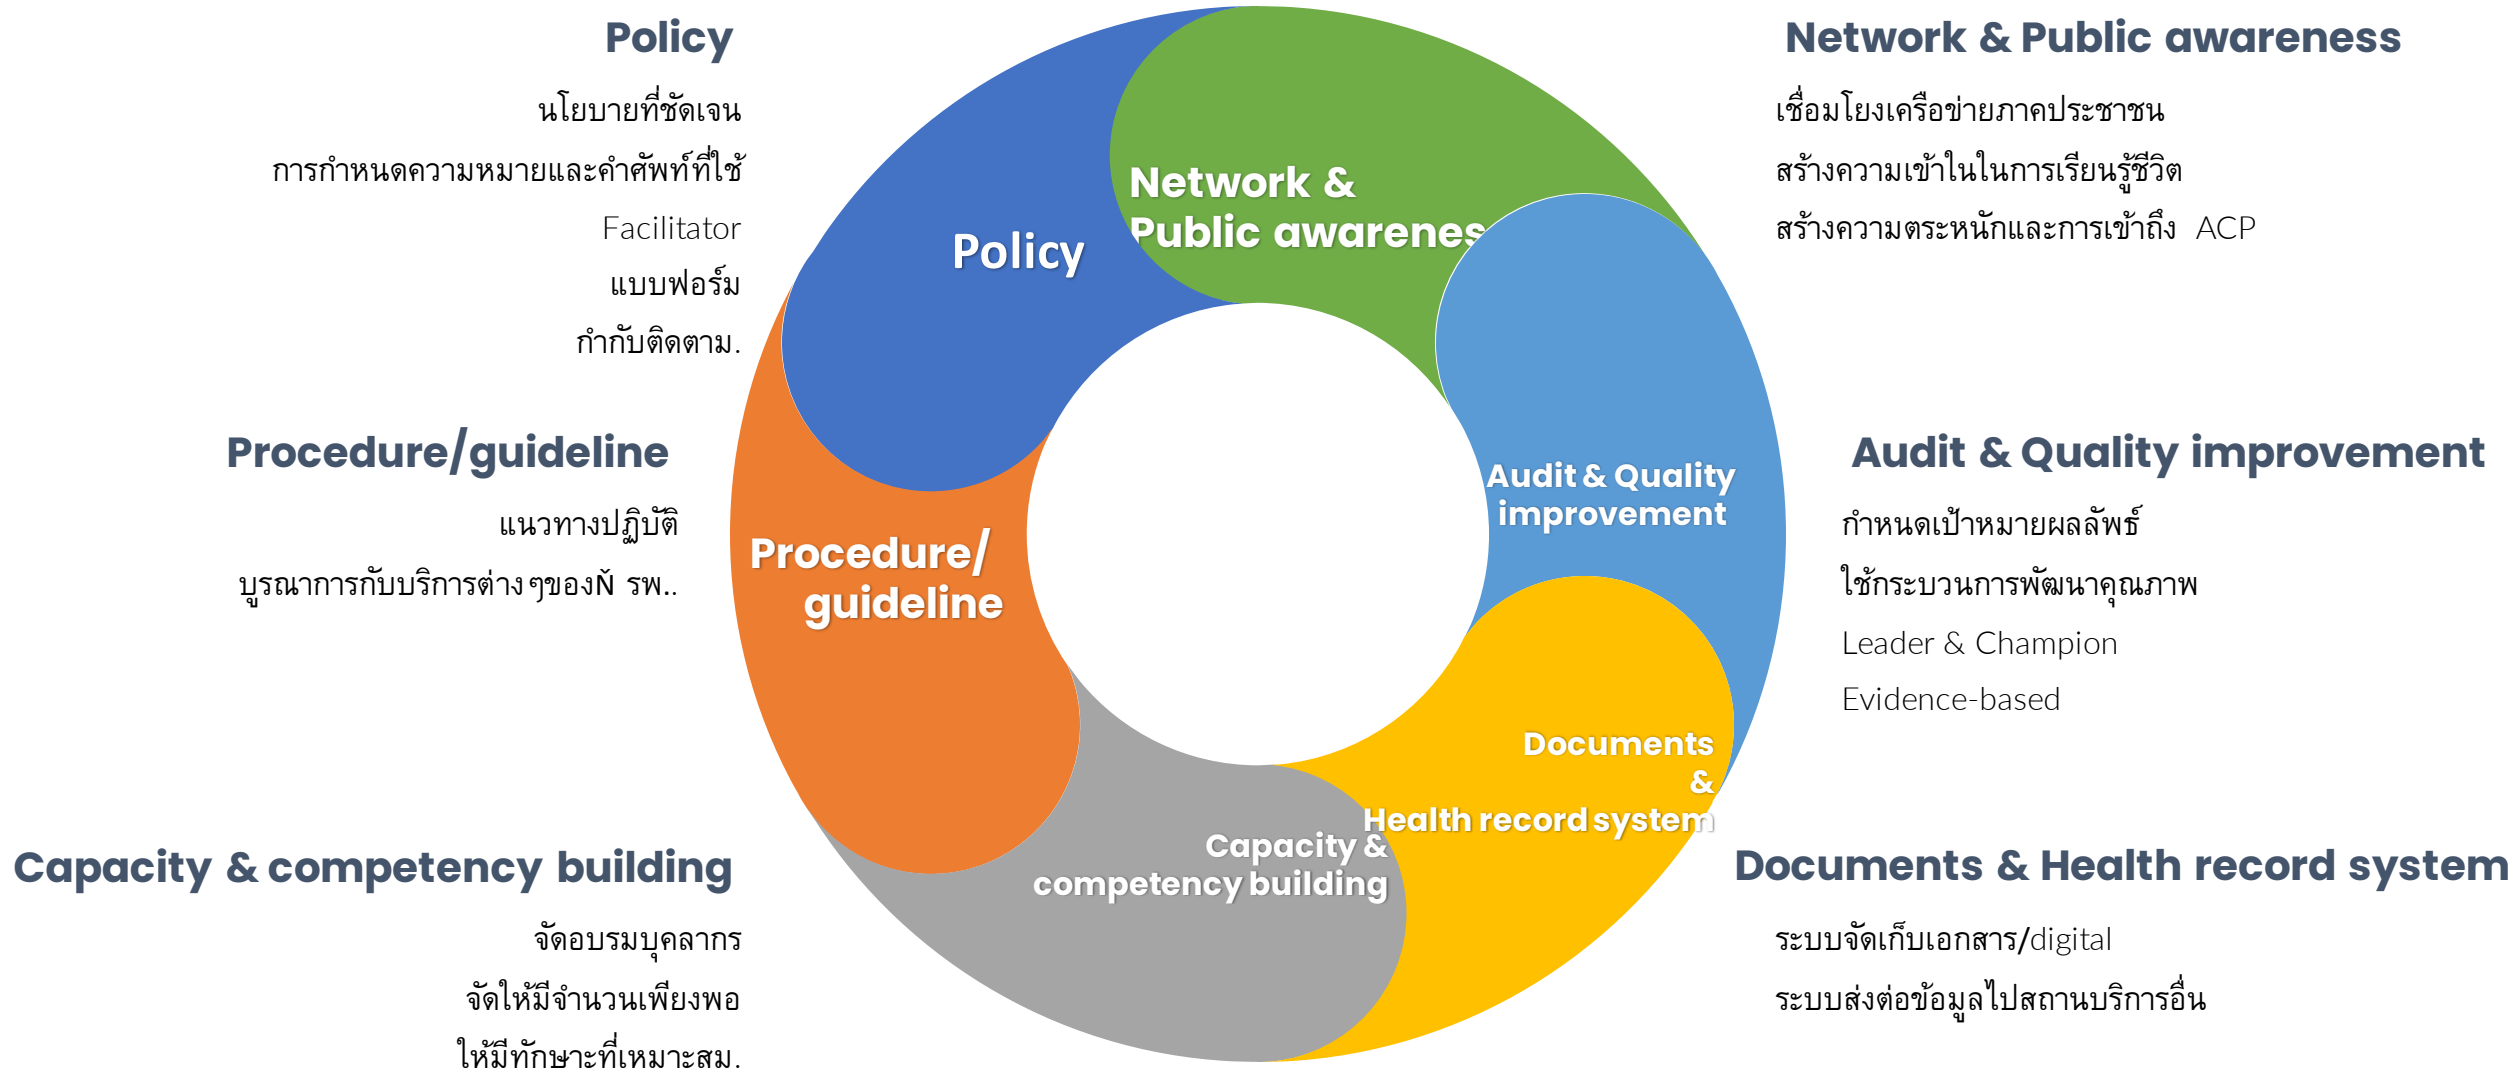 Policy
นโยบายที่ชัดเจน
การกำหนดความหมายและคำศัพท์ที่ใช้
Facilitator
แบบฟอร์ม
กำกับติดตาม.
Procedure/guideline
แนวทางปฏิบัติ
บูรณาการกับบริการต่าง ๆของÑ รพ..
Capacity & competency building
จัดอบรมบุคลากร
จัดให้มีจำนวนเพียงพอ
ให้มีทักษาะที่เหมาะสม.
Policy
Network &
Public awarenes
Procedure/
guideline
Audit & Quality
improvement
Documents
&
Health record system
Capacity &
competency building
Network & Public awareness
เชื่อมโยงเครือข่ายภาคประชาชน
สร้างความเข้าในในการเรียนรู้ชีวิต
สร้างความตระหนักและการเข้าถึง ACP
Audit & Quality improvement
กำหนดเป้าหมายผลลัพธ์
ใช้กระบวนการพัฒนาคุณภาพ
Leader & Champion
Evidence-based
Documents & Health record system
ระบบจัดเก็บเอกสาร/digital
ระบบส่งต่อข้อมูลไปสถานบริการอื่น